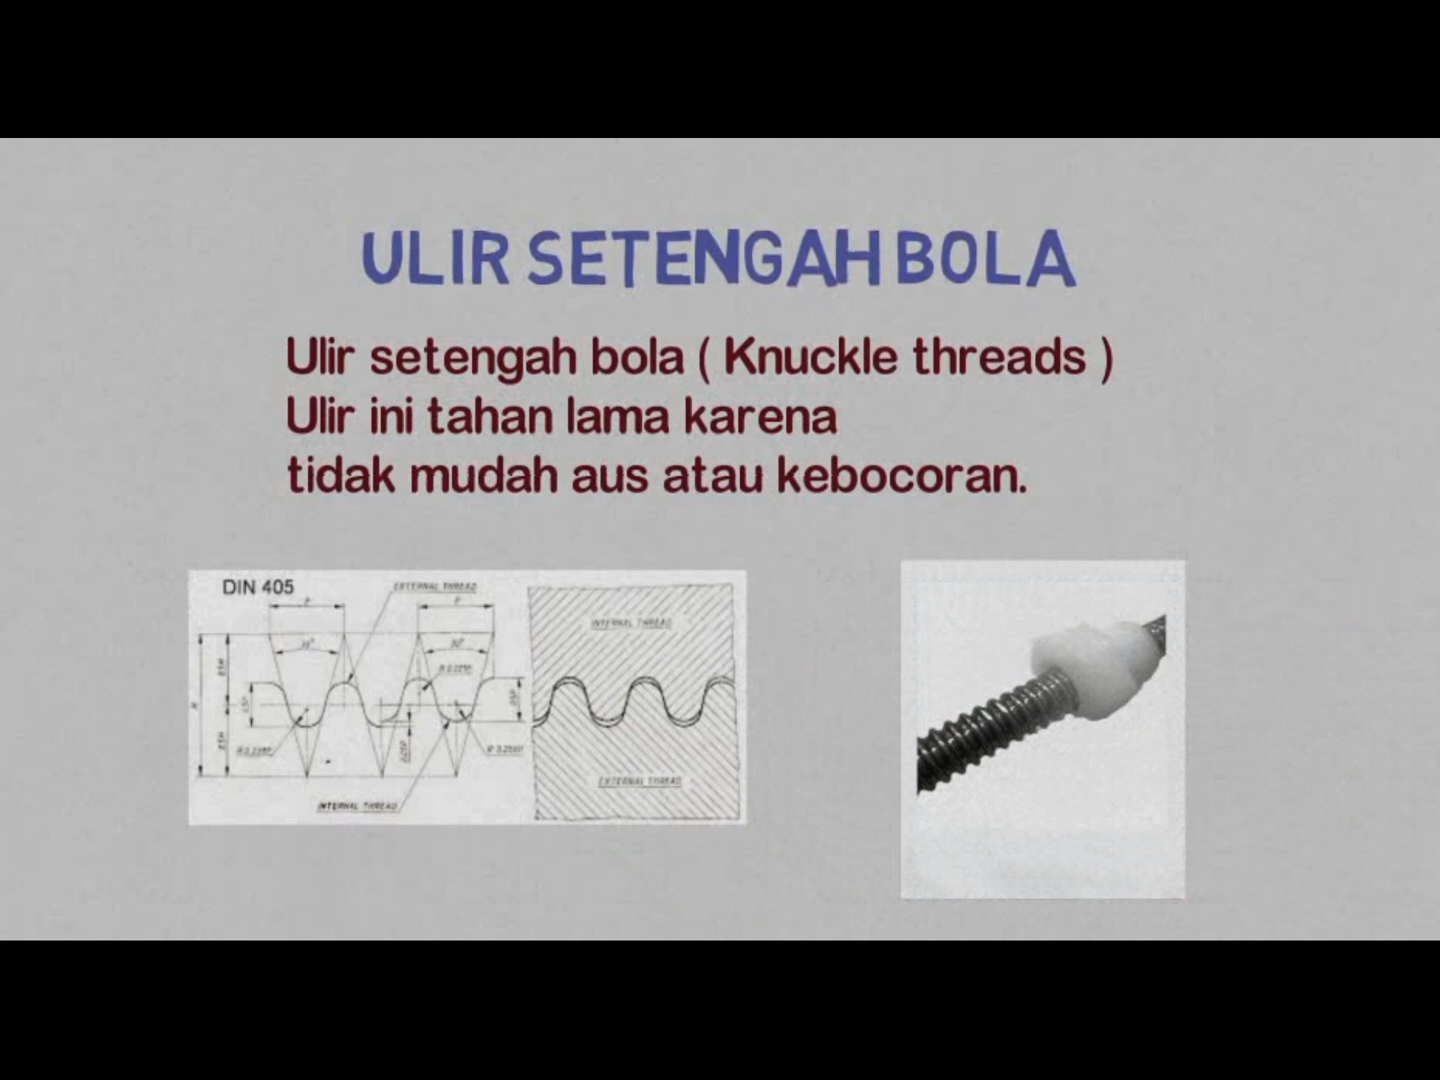 ULIR SETENGAH BOLA
Ulir setengah bola ( Knuckle threads )
Ulir ini tahan lama karena
tidak mudah aus atau kebocoran.
DIN 405
EXTERNAL THREAD
INTERNAL THREAD
INTERNAL THREAD
EXTERNAL THREAD